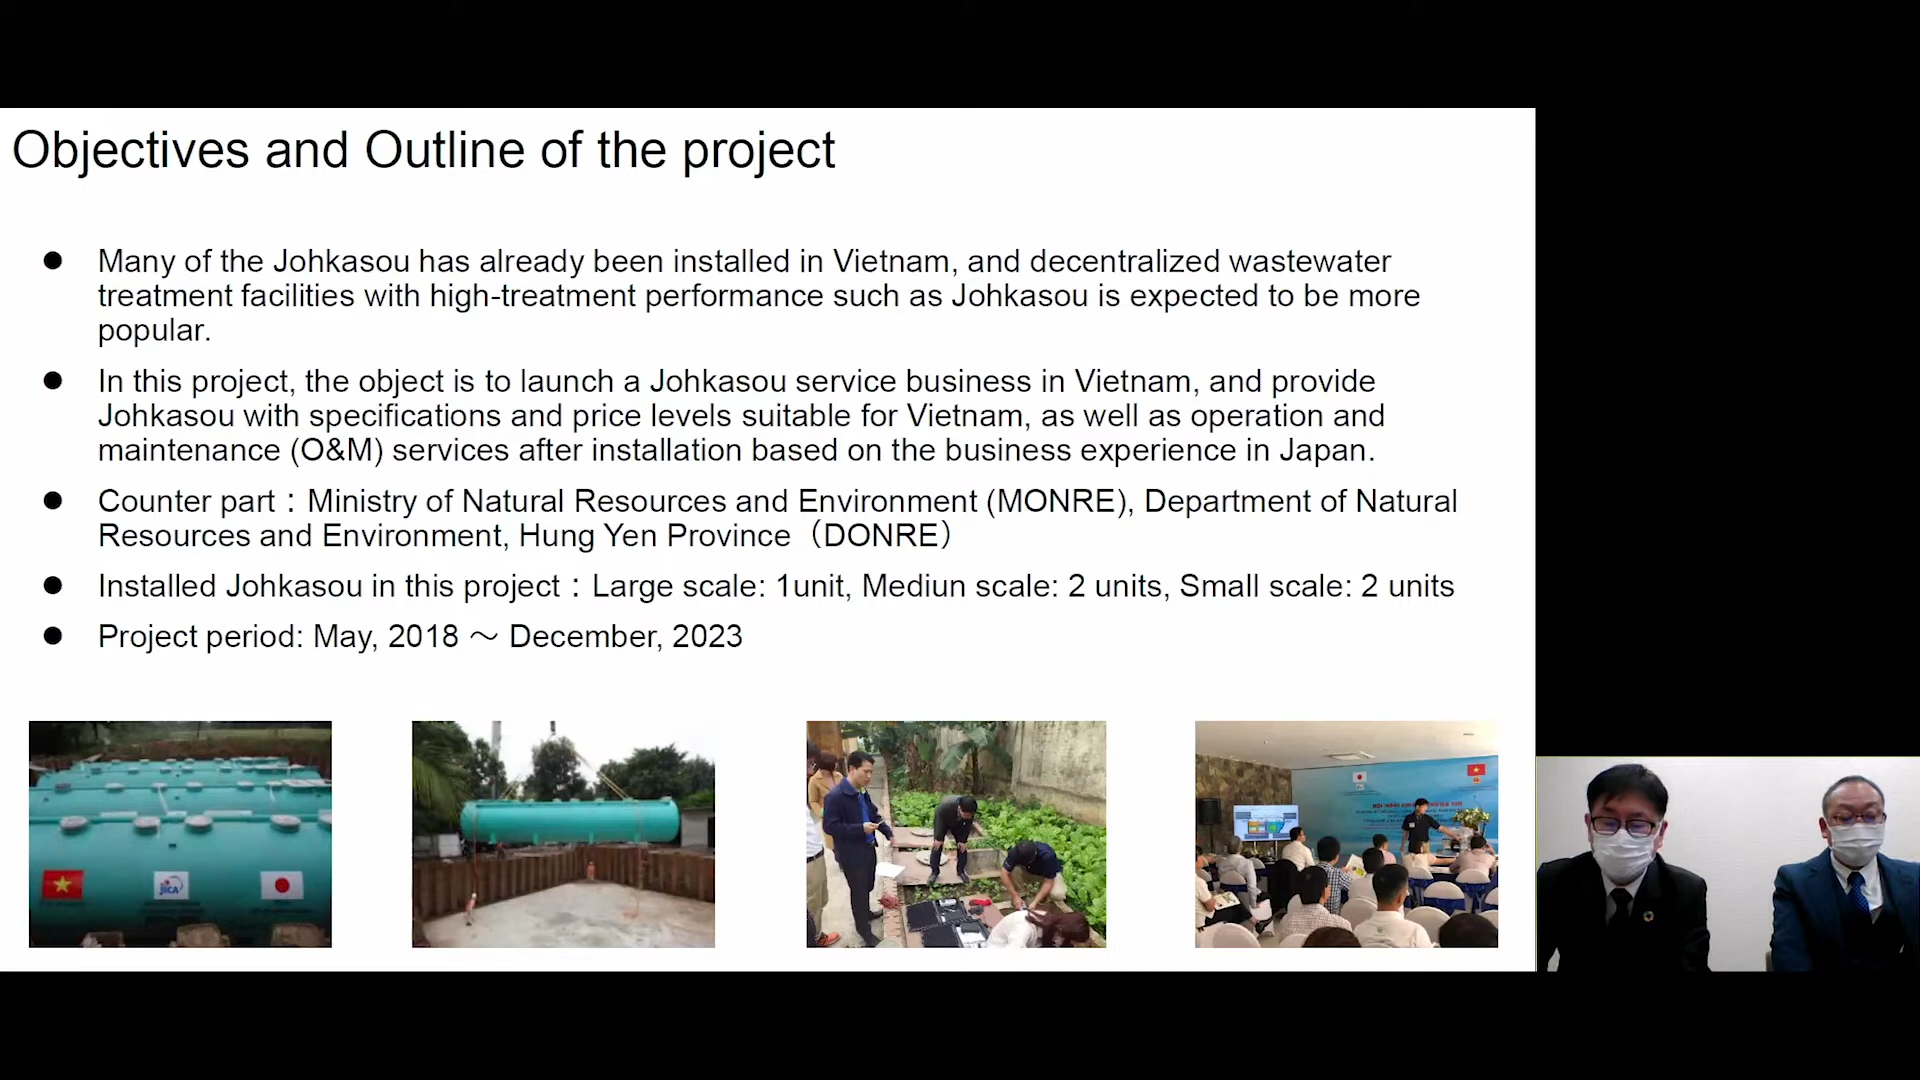 Objectives and Outline of the project
● Many of the Johkasou has already been installed in Vietnam, and decentralized wastewater
treatment facilities with high-treatment performance such as Johkasou is expected to be more
popular.
● In this project, the object is to launch a Johkasou service business in Vietnam, and provide
Johkasou with specifications and price levels suitable for Vietnam, as well as operation and
maintenance (O&M) services after installation based on the business experience in Japan.
● Counter part：Ministry of Natural Resources and Environment (MONRE), Department of Natural
Resources and Environment, Hung Yen Province（DONRE）
● Installed Johkasou in this project：Large scale: 1unit, Mediun scale: 2 units, Small scale: 2 units
● Project period: May, 2018 ～ December, 2023
JICA